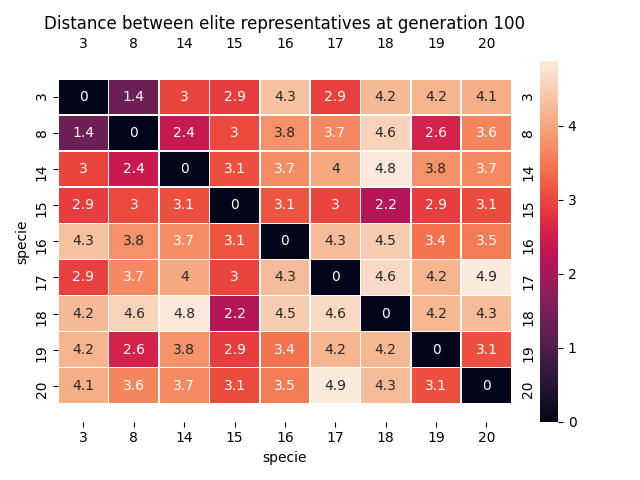 Distance between elite representatives at generation 100
3 8 14 15 16 17 18 19 20
3 0 1.4 3 2.9 4.3 2.9 4.2 4.2 4.1 3
8 1.4 0 2.4 3 3.8 3.7 4.6 2.6 3.6 8
14 3 2.4 0 3.1 3.7 4 4.8 3.8 3.7 14
15 2.9 3 3.1 0 3.1 3 2.2 2.9 3.1 15
16 4.3 3.8 3.7 3.1 0 4.3 4.5 3.4 3.5 16
17 2.9 3.7 4 3 4.3 0 4.6 4.2 4.9 17
18 4.2 4.6 4.8 2.2 4.5 4.6 0 4.2 4.3 18
19 4.2 2.6 3.8 2.9 3.4 4.2 4.2 0 3.1 19
20 4.1 3.6 3.7 3.1 3.5 4.9 4.3 3.1 0 20
3 8 14 15 16 17 18 19 20
specie
specie
4
3
2
1
0